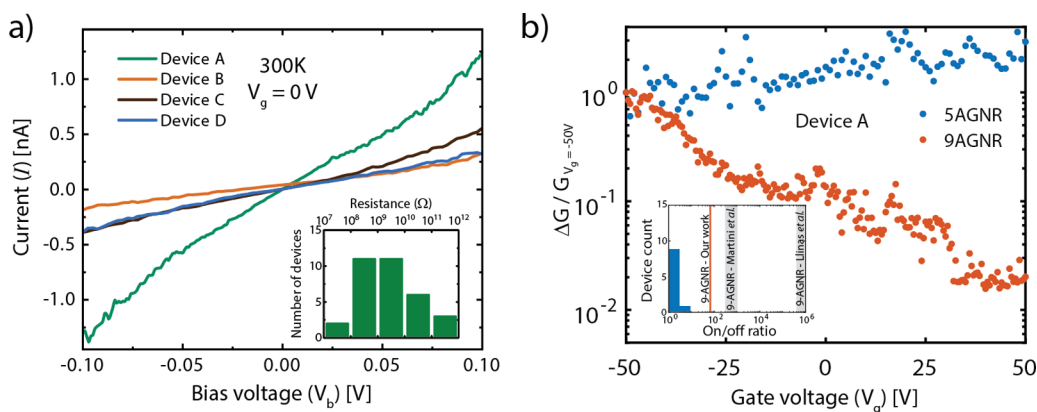 a)
Current (I) [nA]
1.0
0.5
0.0
-0.5
-1.0
Device A
Device B
Device C
Device D
300K
Vg = 0 V
Resistance (Ω)
10^7 10^8 10^9 10^10 10^11 10^12
Number of devices
15
10
5
0
-0.10 -0.05 0.00 0.05 0.10
Bias voltage (Vb) [V]
b)
ΔG / G Vg = -50V
10^0
10^-1
10^-2
Device A
5AGNR
9AGNR
Device count
15
10
5
0
9-AGNR - Our work
9-AGNR - Martini et al.
9-AGNR - Llinas et al.
10^0 10^2 10^4 10^6
On/off ratio
-50 -25 0 25 50
Gate voltage (Vg) [V]